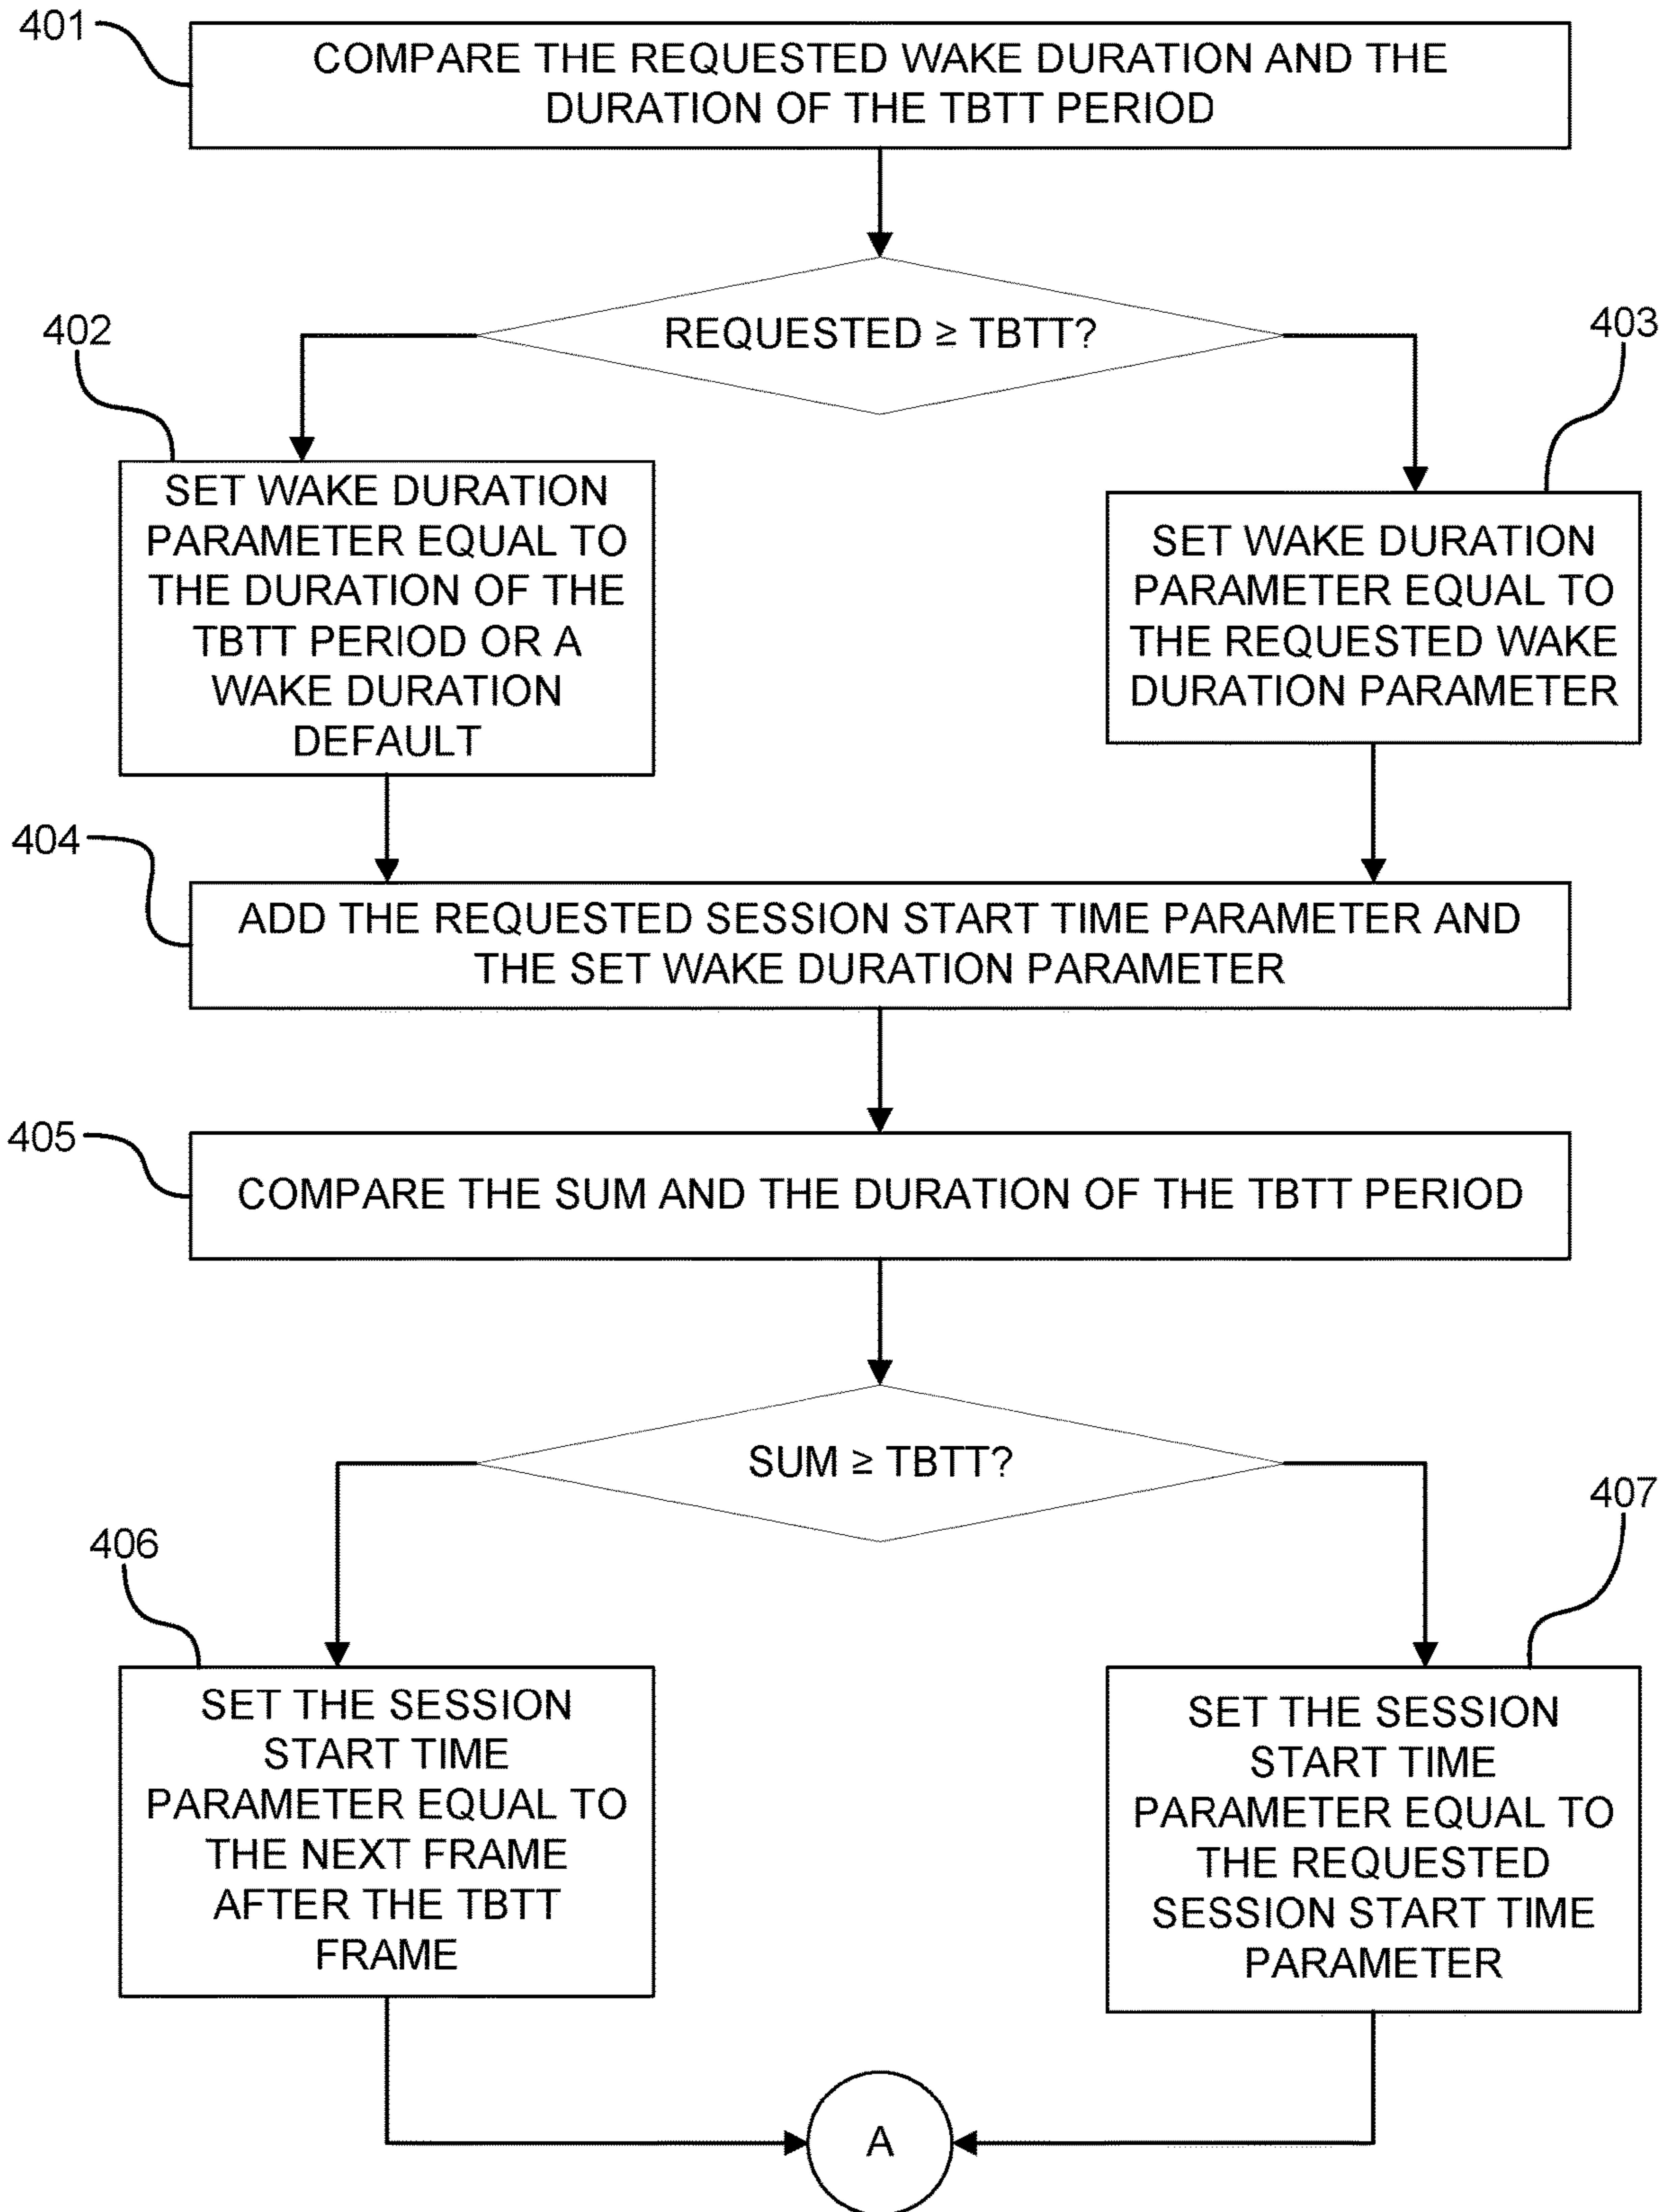 401
COMPARE THE REQUESTED WAKE DURATION AND THE
DURATION OF THE TBTT PERIOD
REQUESTED ≥ TBTT?
402
403
SET WAKE DURATION
PARAMETER EQUAL TO
THE DURATION OF THE
TBTT PERIOD OR A
WAKE DURATION
DEFAULT
SET WAKE DURATION
PARAMETER EQUAL TO
THE REQUESTED WAKE
DURATION PARAMETER
404
ADD THE REQUESTED SESSION START TIME PARAMETER AND
THE SET WAKE DURATION PARAMETER
405
COMPARE THE SUM AND THE DURATION OF THE TBTT PERIOD
SUM ≥ TBTT?
406
407
SET THE SESSION
START TIME
PARAMETER EQUAL TO
THE NEXT FRAME
AFTER THE TBTT
FRAME
SET THE SESSION
START TIME
PARAMETER EQUAL TO
THE REQUESTED
SESSION START TIME
PARAMETER
A